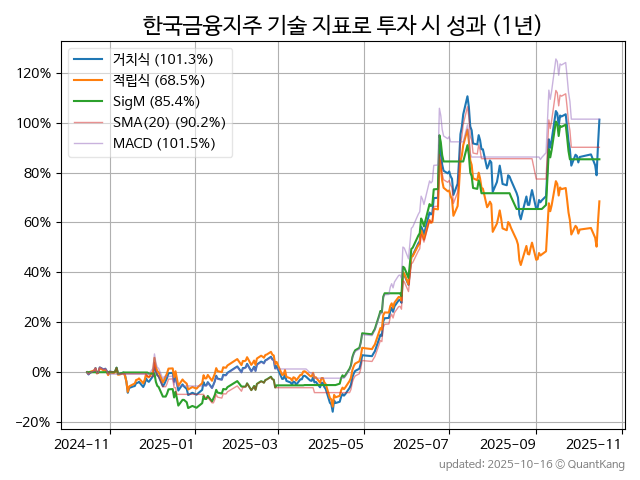 한국금융지주 기술 지표로 투자 시 성과 (1년)
거치식 (101.3%)
적립식 (68.5%)
SigM (85.4%)
SMA(20) (90.2%)
MACD (101.5%)
120%
100%
80%
60%
40%
20%
0%
−20%
2024-11 2025-01 2025-03 2025-05 2025-07 2025-09 2025-11
updated: 2025-10-16 © QuantKang